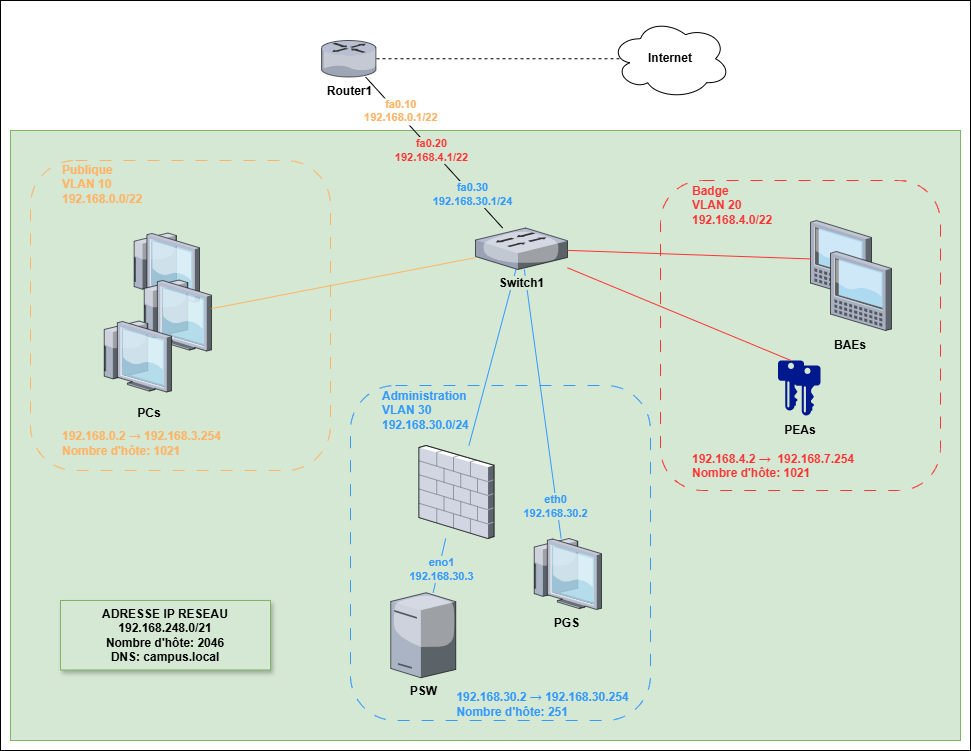 Internet
Router1
fa0.10
192.168.0.1/22
fa0.20
192.168.4.1/22
fa0.30
192.168.30.1/24
Publique
VLAN 10
192.168.0.0/22
Badge
VLAN 20
192.168.4.0/22
Switch1
BAEs
PCs
192.168.0.2 → 192.168.3.254
Nombre d'hôte: 1021
PEAs
192.168.4.2 → 192.168.7.254
Nombre d'hôte: 1021
Administration
VLAN 30
192.168.30.0/24
eth0
192.168.30.2
eno1
192.168.30.3
PGS
PSW
192.168.30.2 → 192.168.30.254
Nombre d'hôte: 251
ADRESSE IP RESEAU
192.168.248.0/21
Nombre d'hôte: 2046
DNS: campus.local